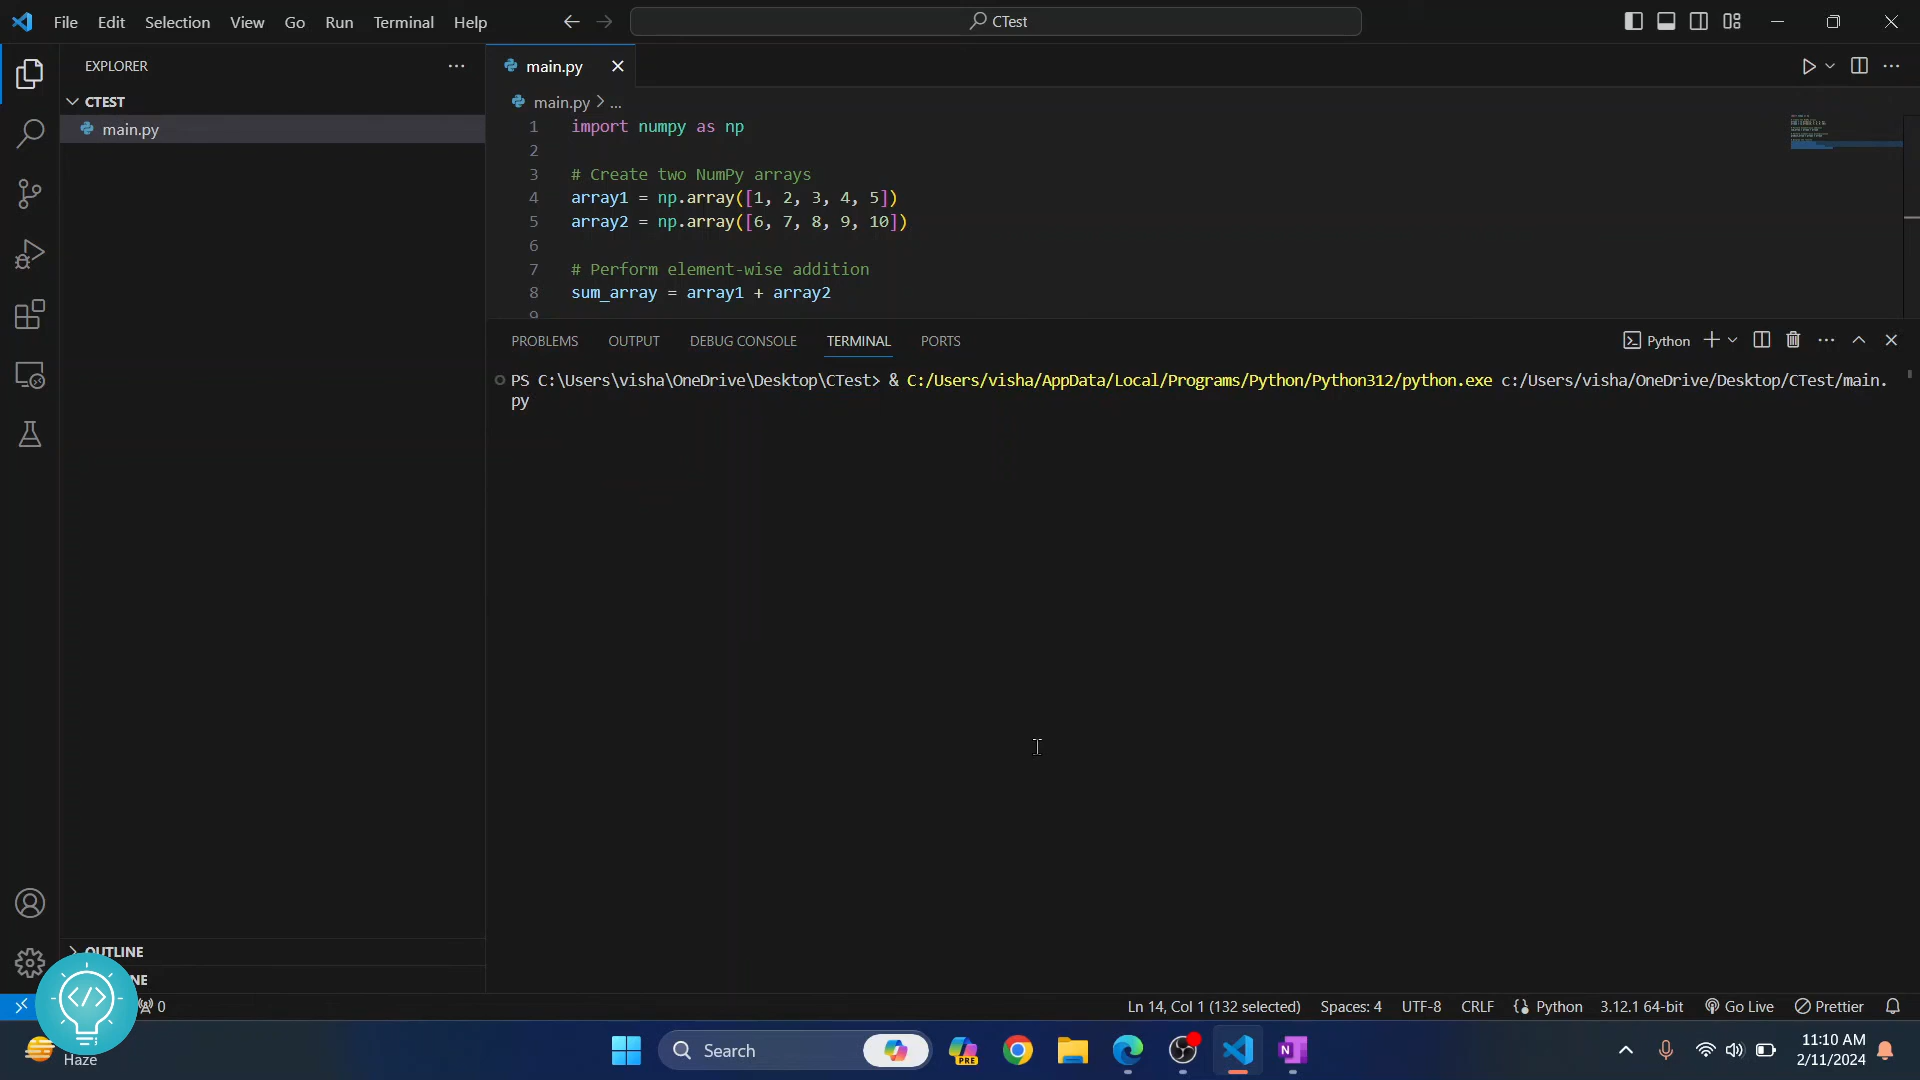 File Edit Selection View Go Run Terminal Help
CTest
EXPLORER
CTEST
main.py
main.py
main.py > ...
1 import numpy as np
2
3 # Create two NumPy arrays
4 array1 = np.array([1, 2, 3, 4, 5])
5 array2 = np.array([6, 7, 8, 9, 10])
6
7 # Perform element-wise addition
8 sum_array = array1 + array2
9
PROBLEMS OUTPUT DEBUG CONSOLE TERMINAL PORTS
Python
PS C:\Users\visha\OneDrive\Desktop\CTest> & C:/Users/visha/AppData/Local/Programs/Python/Python312/python.exe c:/Users/visha/OneDrive/Desktop/CTest/main.
py
OUTLINE
NE
0
Ln 14, Col 1 (132 selected) Spaces: 4 UTF-8 CRLF {} Python 3.12.1 64-bit Go Live Prettier
Haze
Search
PRE
N
11:10 AM
2/11/2024